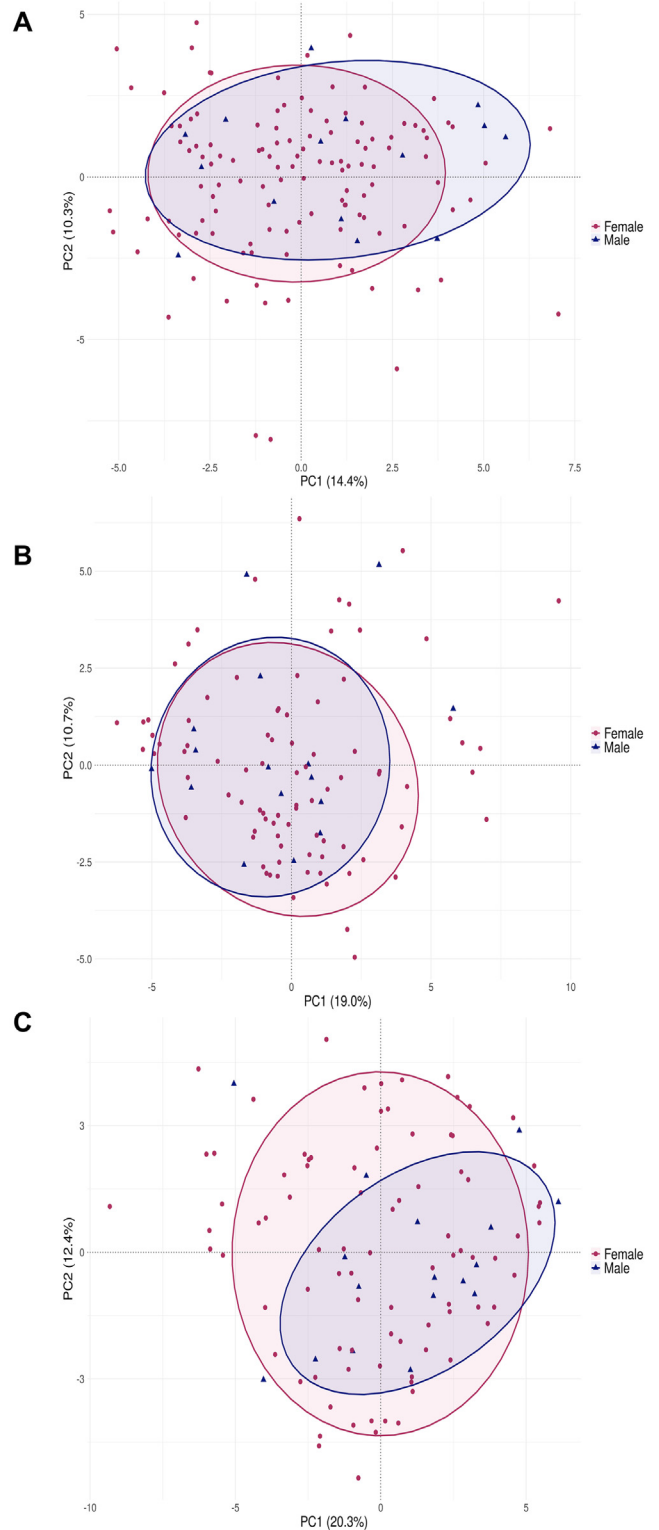 A
5
0
-5
PC2 (10.3%)
-5.0 -2.5 0.0 2.5 5.0 7.5
PC1 (14.4%)
Female
Male
B
5.0
2.5
0.0
-2.5
-5.0
PC2 (10.7%)
-5 0 5 10
PC1 (19.0%)
Female
Male
C
3
0
-3
PC2 (12.4%)
-10 -5 0 5
PC1 (20.3%)
Female
Male